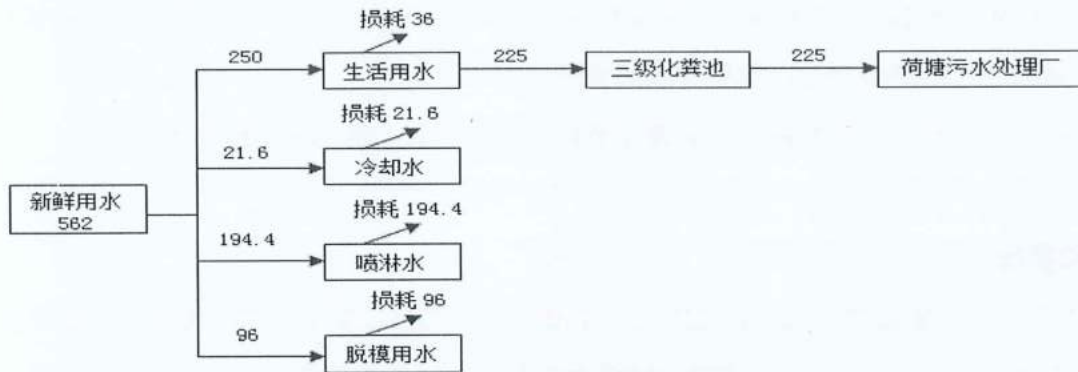 损耗 36
250
生活用水
225
三级化粪池
225
荷塘污水处理厂
损耗 21.6
21.6
冷却水
新鲜用水
562
损耗 194.4
194.4
喷淋水
损耗 96
96
脱模用水